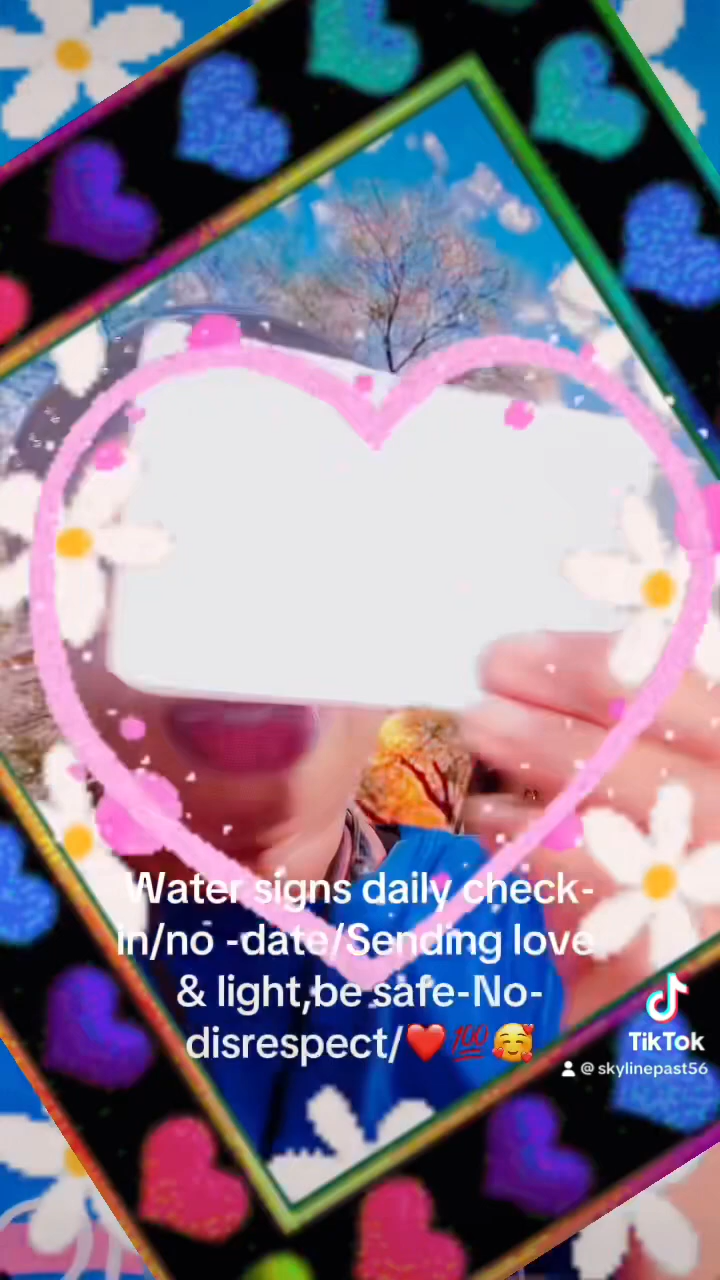 Water signs daily check-
in/no -date/Sending love
& light,be safe-No-
disrespect/❤️💯🥰
TikTok
@skylinepast56